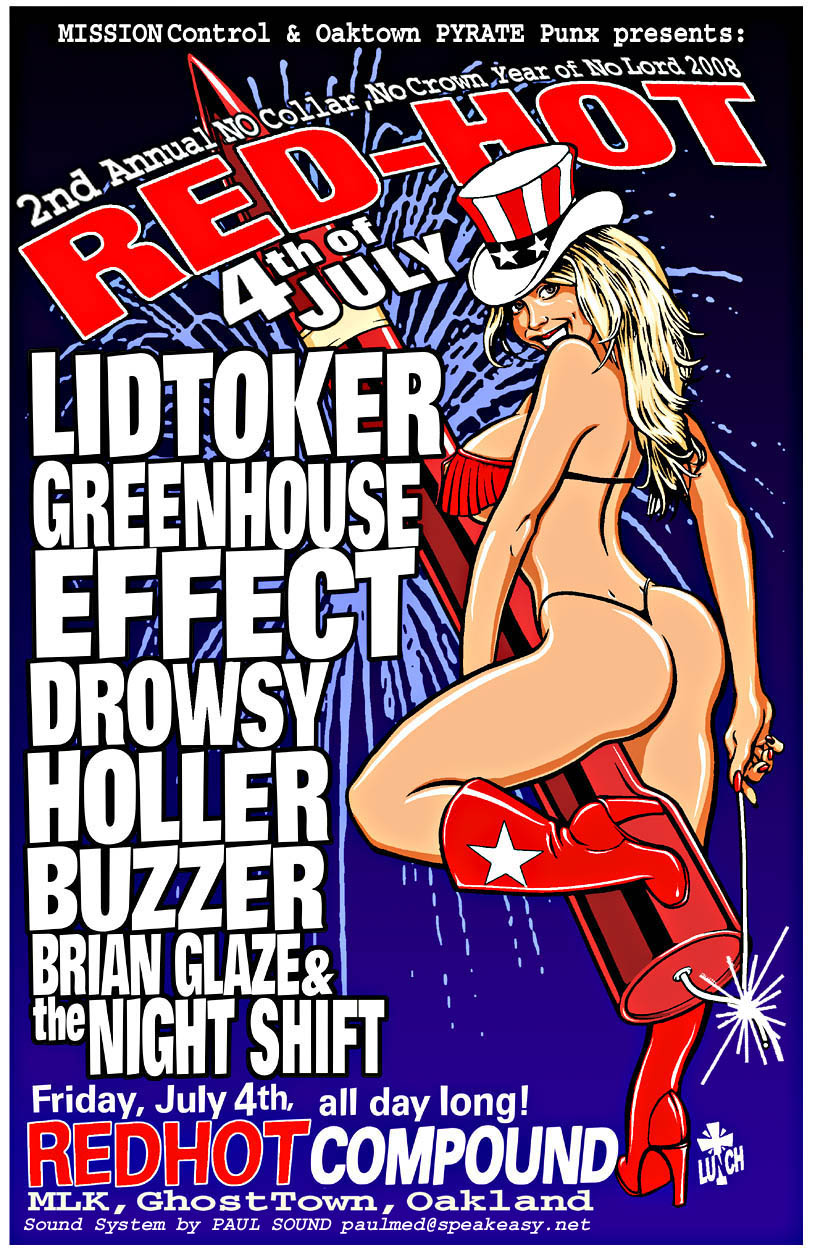 MISSION Control & Oaktown PYRATE Punx presents:
2nd Annual NO Collar, No Crown Year of No Lord 2008
RED-HOT
4th of
JULY
LIDTOKER
GREENHOUSE
EFFECT
DROWSY
HOLLER
BUZZER
BRIAN GLAZE &
the NIGHT SHIFT
Friday, July 4th, all day long!
REDHOT COMPOUND
MLK, GhostTown, Oakland
Sound System by PAUL SOUND paulmed@speakeasy.net
LUNCH